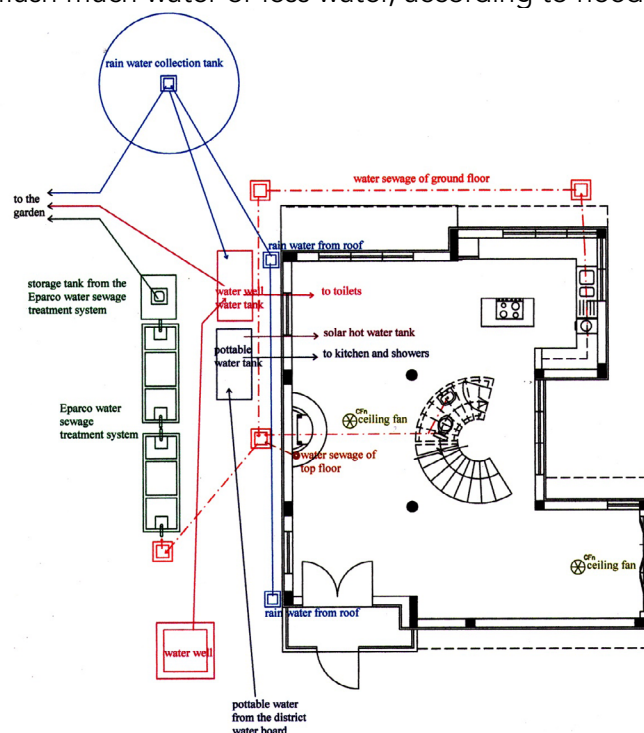 rain water collection tank
water sewage of ground floor
to the
garden
rain water from roof
storage tank from the
Eparco water sewage
treatment system
water well
water tank
to toilets
solar hot water tank
pottable
water tank
to kitchen and showers
Eparco water
sewage
treatment system
CFn
ceiling fan
water sewage of
top floor
CFn
ceiling fan
rain water from roof
water well
pottable water
from the district
water board